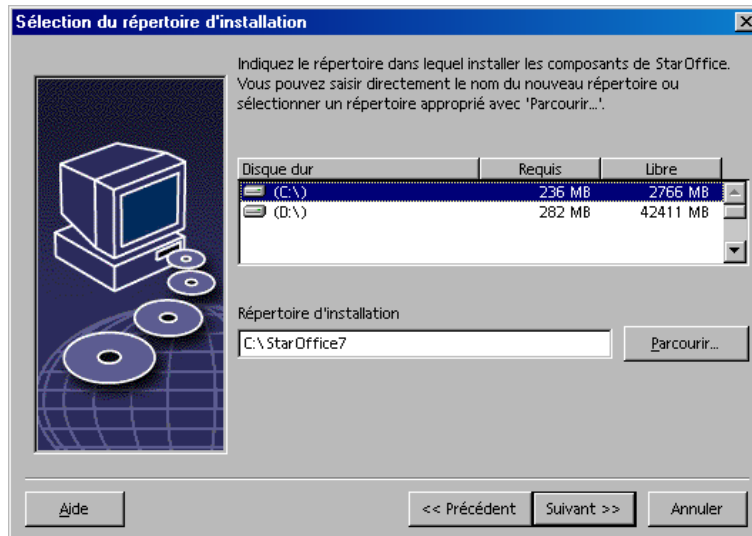 Sélection du répertoire d'installation
Indiquez le répertoire dans lequel installer les composants de StarOffice.
Vous pouvez saisir directement le nom du nouveau répertoire ou
sélectionner un répertoire approprié avec 'Parcourir...'.
Disque dur Requis Libre
(C:\) 236 MB 2766 MB
(D:\) 282 MB 42411 MB
Répertoire d'installation
C:\StarOffice7 Parcourir...
Aide << Précédent Suivant >> Annuler